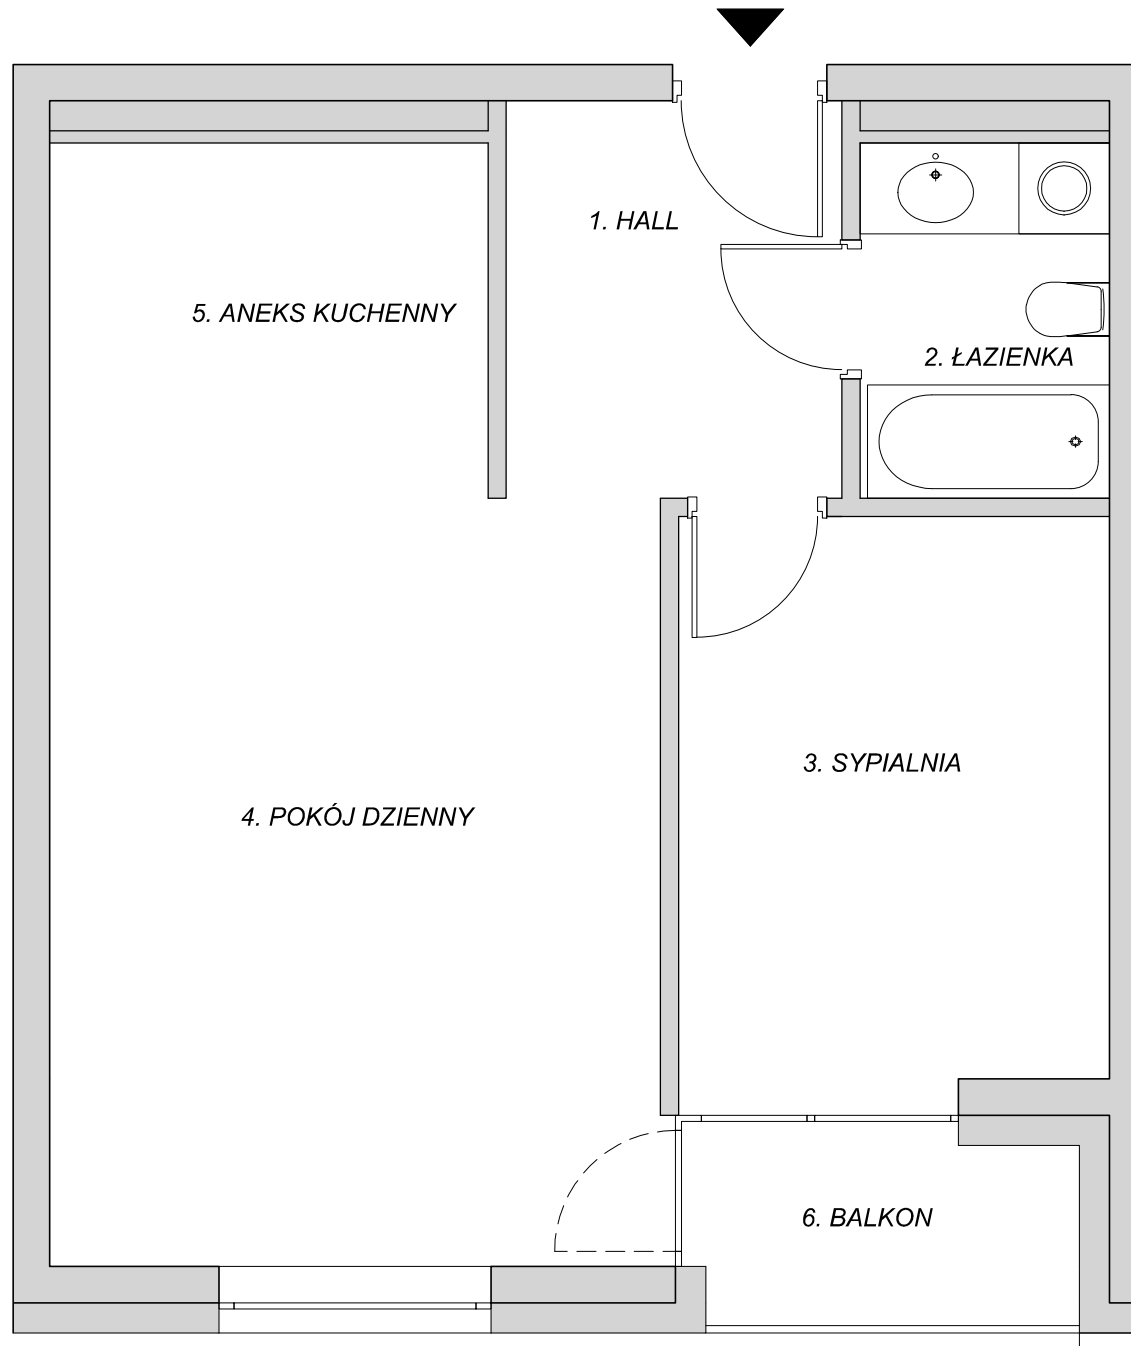 1. HALL
5. ANEKS KUCHENNY
2. ŁAZIENKA
3. SYPIALNIA
4. POKÓJ DZIENNY
6. BALKON